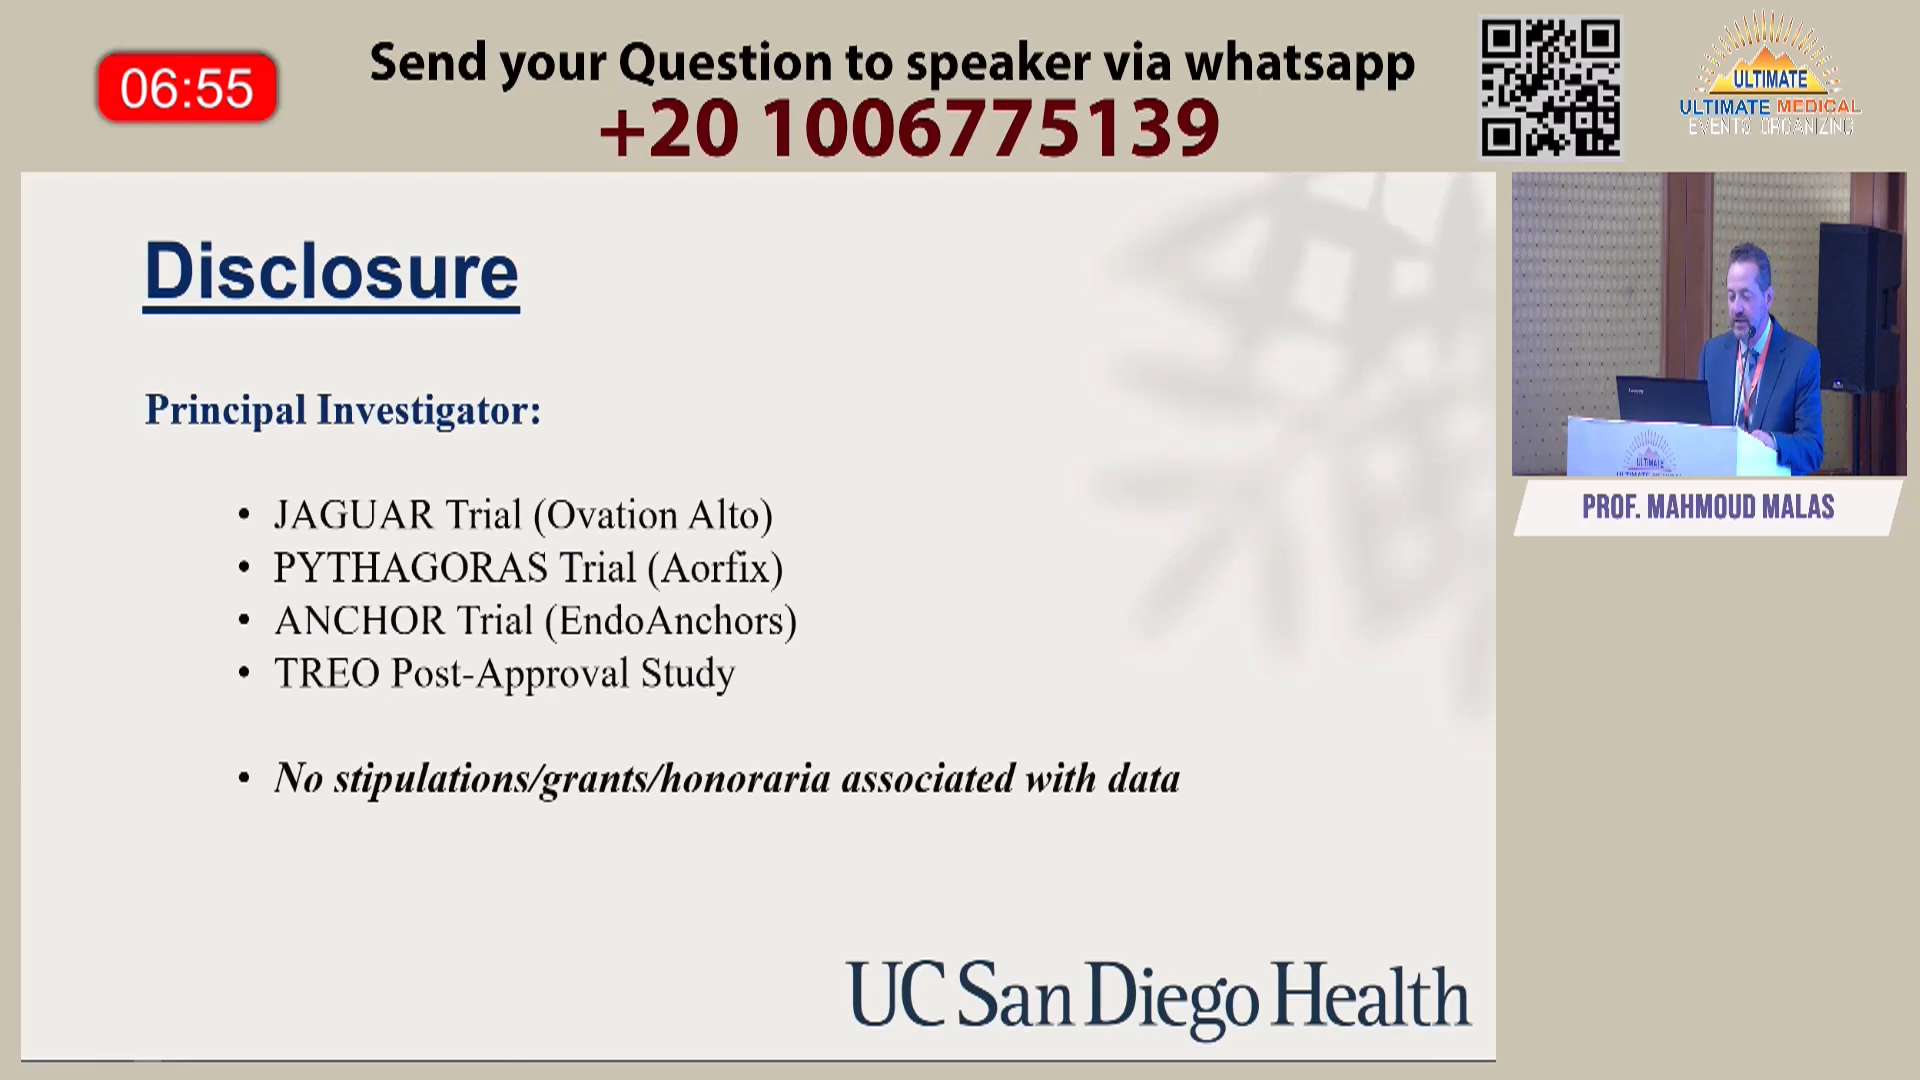 06:55
Send your Question to speaker via whatsapp
+20 1006775139
ULTIMATE
ULTIMATE MEDICAL
EVENTS ORGANIZING
Disclosure
Principal Investigator:
• JAGUAR Trial (Ovation Alto)
• PYTHAGORAS Trial (Aorfix)
• ANCHOR Trial (EndoAnchors)
• TREO Post-Approval Study
• No stipulations/grants/honoraria associated with data
UC San Diego Health
ULTIMATE
PROF. MAHMOUD MALAS